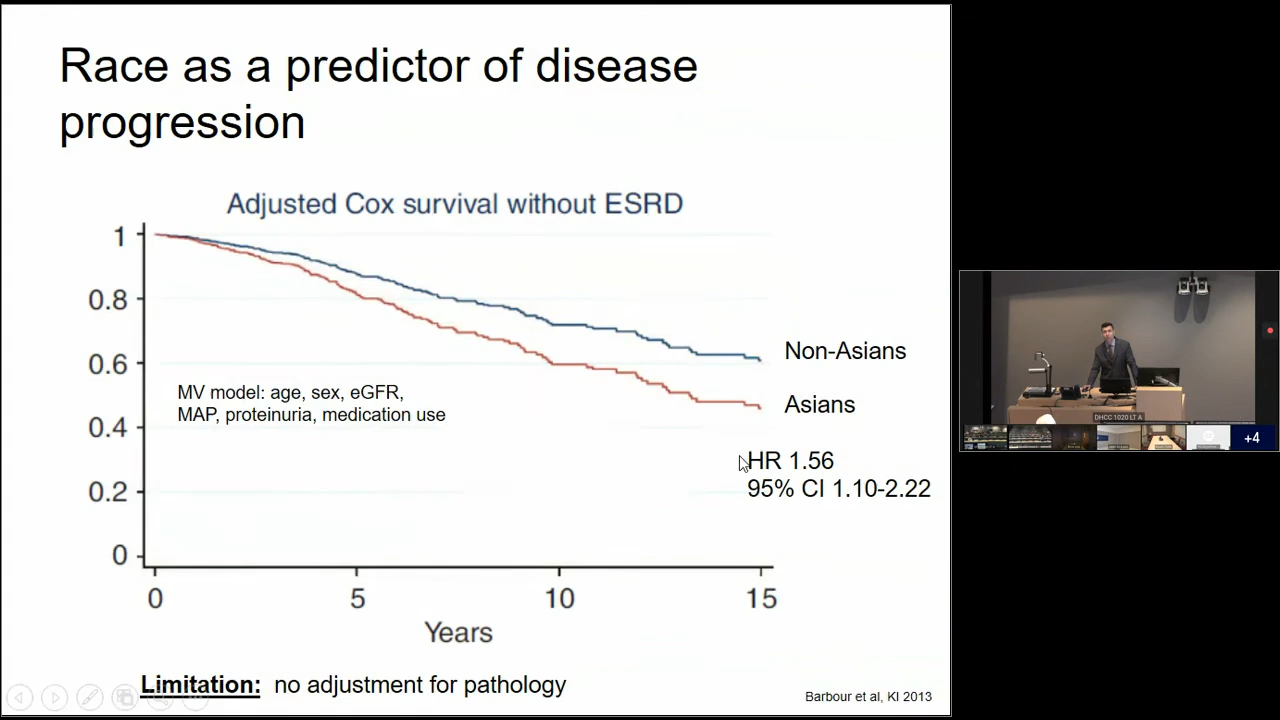 Race as a predictor of disease
progression
Adjusted Cox survival without ESRD
1
0.8
0.6
0.4
0.2
0
Non-Asians
Asians
MV model: age, sex, eGFR,
MAP, proteinuria, medication use
HR 1.56
95% CI 1.10-2.22
0 5 10 15
Years
Limitation: no adjustment for pathology
Barbour et al, KI 2013
DHCC 1020 LT A
+4